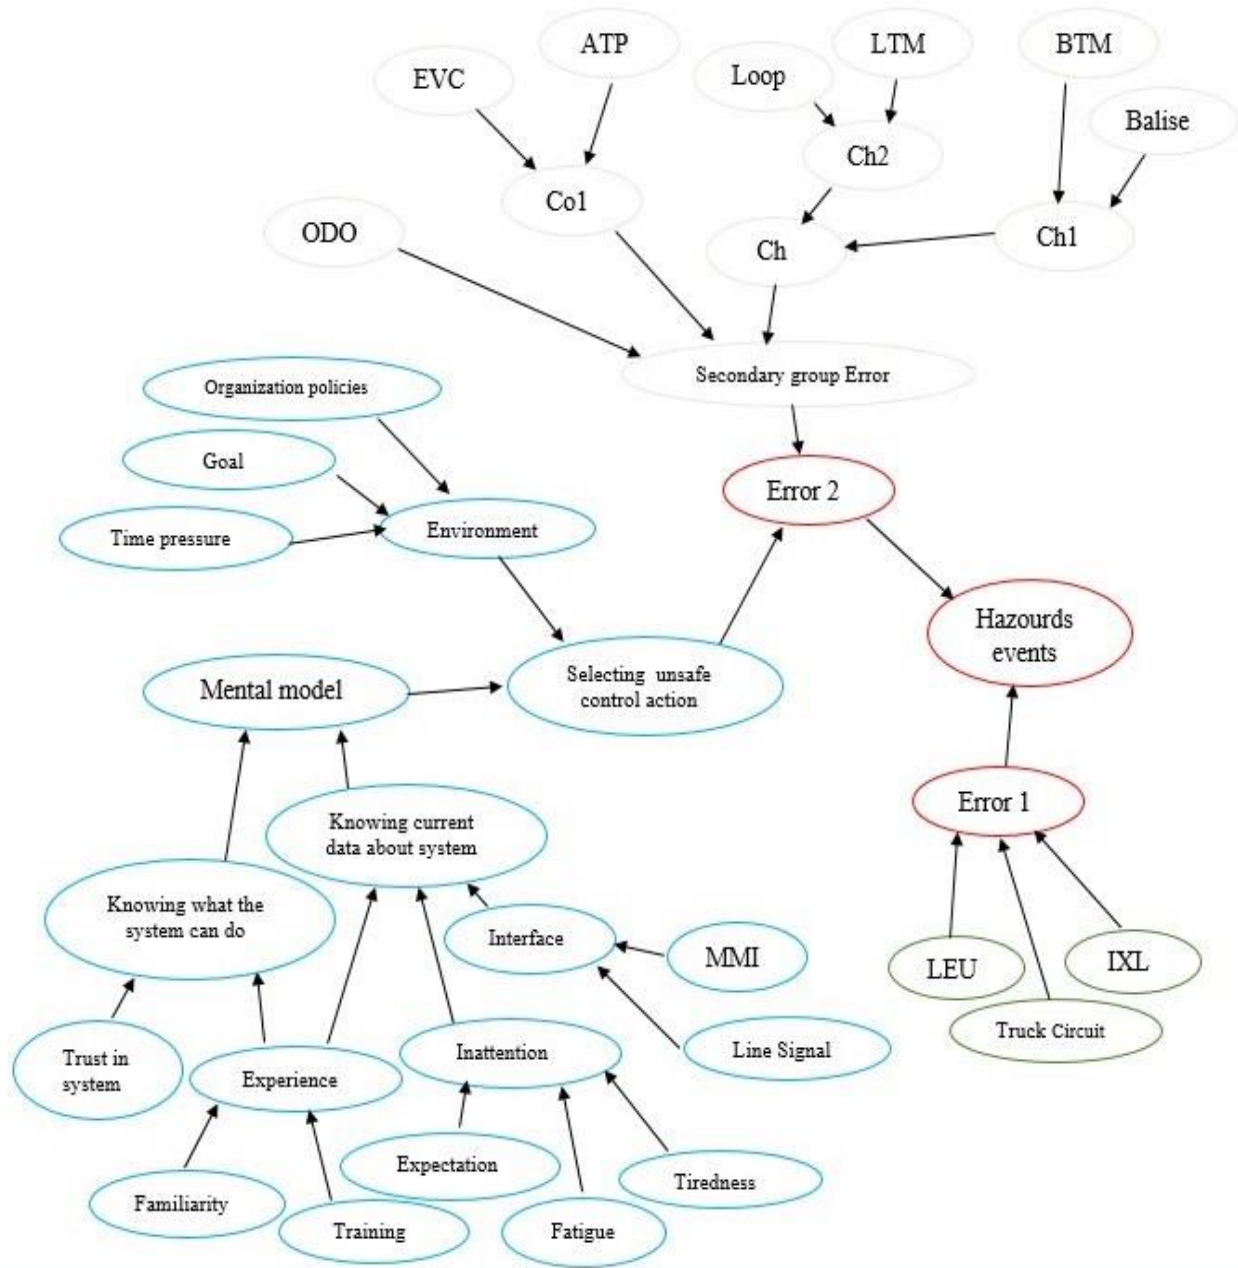 ATP
LTM
BTM
EVC
Loop
Balise
Ch2
Co1
ODO
Ch
Ch1
Secondary group Error
Organization policies
Goal
Error 2
Time pressure
Environment
Hazourds
events
Mental model
Selecting unsafe
control action
Error 1
Knowing current
data about system
Knowing what the
system can do
Interface
MMI
LEU
IXL
Truck Circuit
Trust in
system
Experience
Inattention
Line Signal
Expectation
Tiredness
Familiarity
Training
Fatigue